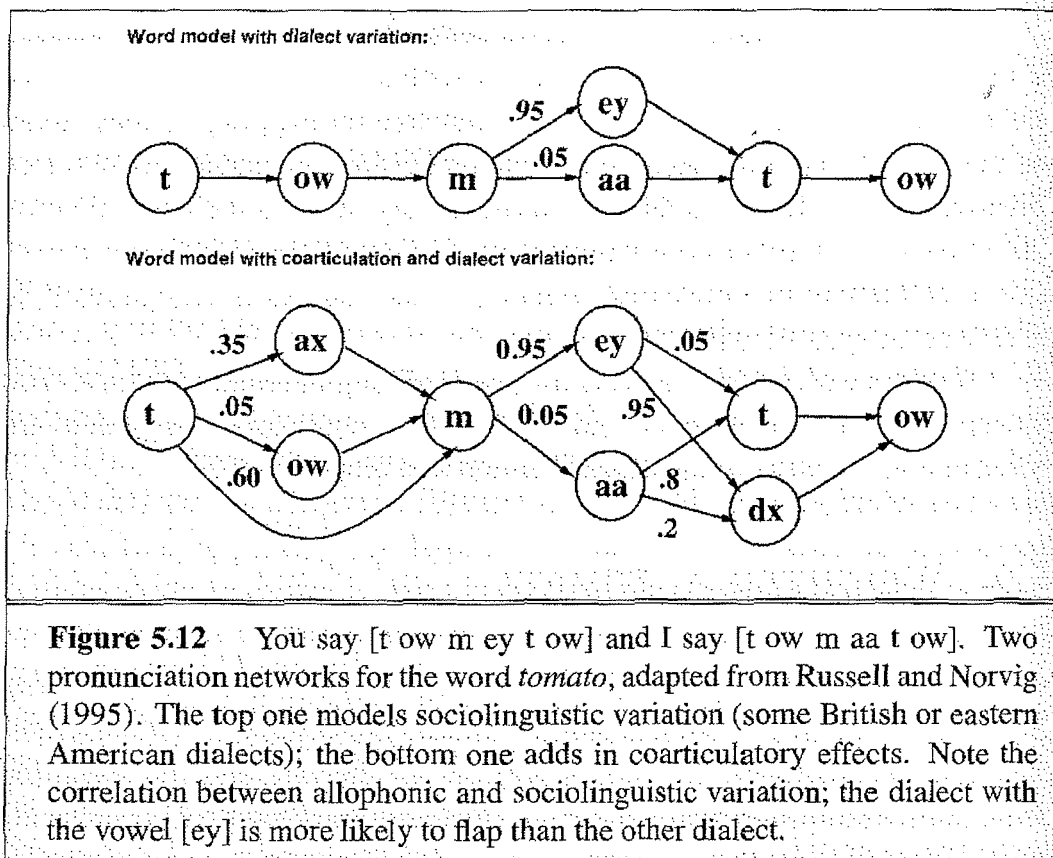 Word model with dialect variation:
ey
.95
.05
t
ow
m
aa
t
ow
Word model with coarticulation and dialect variation:
ax
ey
.35
0.95
.05
t
.05
m
0.05
.95
t
ow
.60
ow
aa
.8
dx
.2
Figure 5.12 You say [t ow m ey t ow] and I say [t ow m aa t ow]. Two
pronunciation networks for the word tomato, adapted from Russell and Norvig
(1995). The top one models sociolinguistic variation (some British or eastern
American dialects); the bottom one adds in coarticulatory effects. Note the
correlation between allophonic and sociolinguistic variation; the dialect with
the vowel [ey] is more likely to flap than the other dialect.